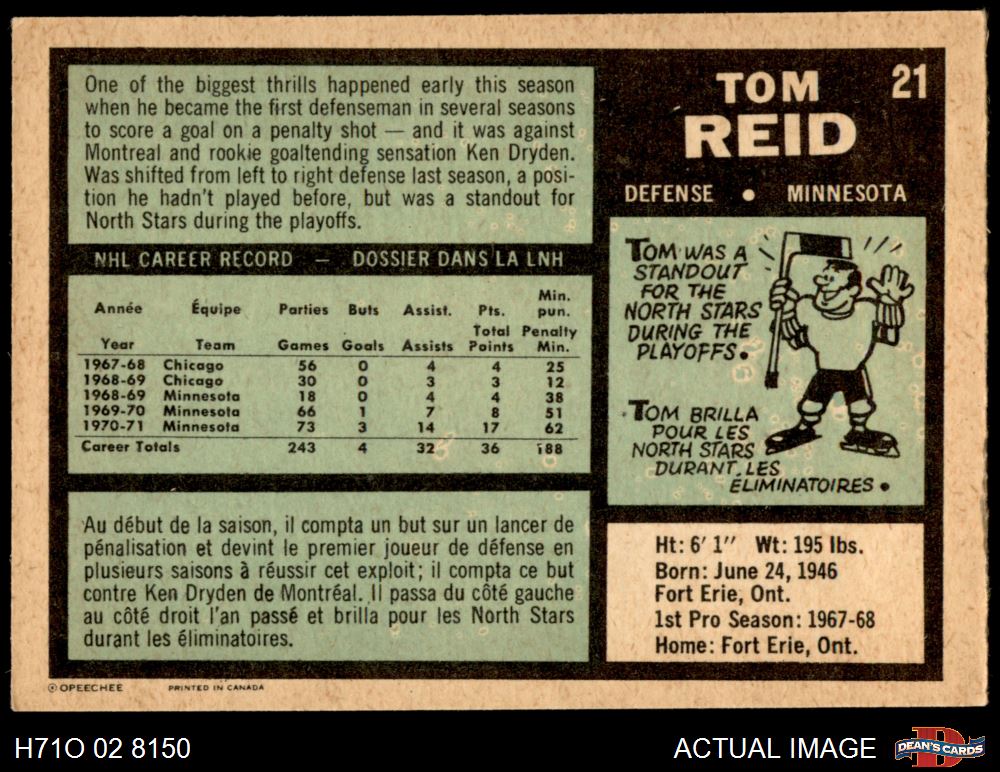 One of the biggest thrills happened early this season
when he became the first defenseman in several seasons
to score a goal on a penalty shot — and it was against
Montreal and rookie goaltending sensation Ken Dryden.
Was shifted from left to right defense last season, a posi-
tion he hadn't played before, but was a standout for
North Stars during the playoffs.
TOM 21
REID
DEFENSE • MINNESOTA
NHL CAREER RECORD — DOSSIER DANS LA LNH
Année Équipe Parties Buts Assist. Pts. Min. pun.
Year Team Games Goals Assists Total Points Penalty Min.
1967-68 Chicago 56 0 4 4 25
1968-69 Chicago 30 0 3 3 12
1968-69 Minnesota 18 0 4 4 38
1969-70 Minnesota 66 1 7 8 51
1970-71 Minnesota 73 3 14 17 62
Career Totals 243 4 32 36 188
TOM WAS A
STANDOUT
FOR THE
NORTH STARS
DURING THE
PLAYOFFS.
TOM BRILLA
POUR LES
NORTH STARS
DURANT LES
ÉLIMINATOIRES.
Au début de la saison, il compta un but sur un lancer de
pénalisation et devint le premier joueur de défense en
plusieurs saisons à réussir cet exploit; il compta ce but
contre Ken Dryden de Montréal. Il passa du côté gauche
au côté droit l'an passé et brilla pour les North Stars
durant les éliminatoires.
Ht: 6' 1" Wt: 195 lbs.
Born: June 24, 1946
Fort Erie, Ont.
1st Pro Season: 1967-68
Home: Fort Erie, Ont.
© OPEECHEE PRINTED IN CANADA
H71O 02 8150 ACTUAL IMAGE D DEAN'S CARDS